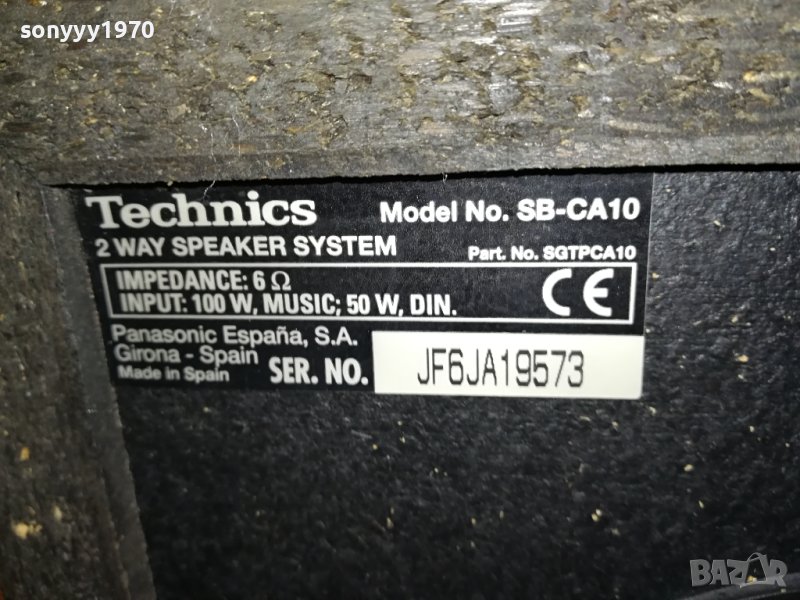 sonyyy1970
Technics Model No. SB-CA10
2 WAY SPEAKER SYSTEM Part. No. SGTPCA10
IMPEDANCE: 6 Ω
INPUT: 100 W, MUSIC; 50 W, DIN. CE
Panasonic España, S.A.
Girona - Spain
Made in Spain SER. NO. JF6JA19573
BAZAR